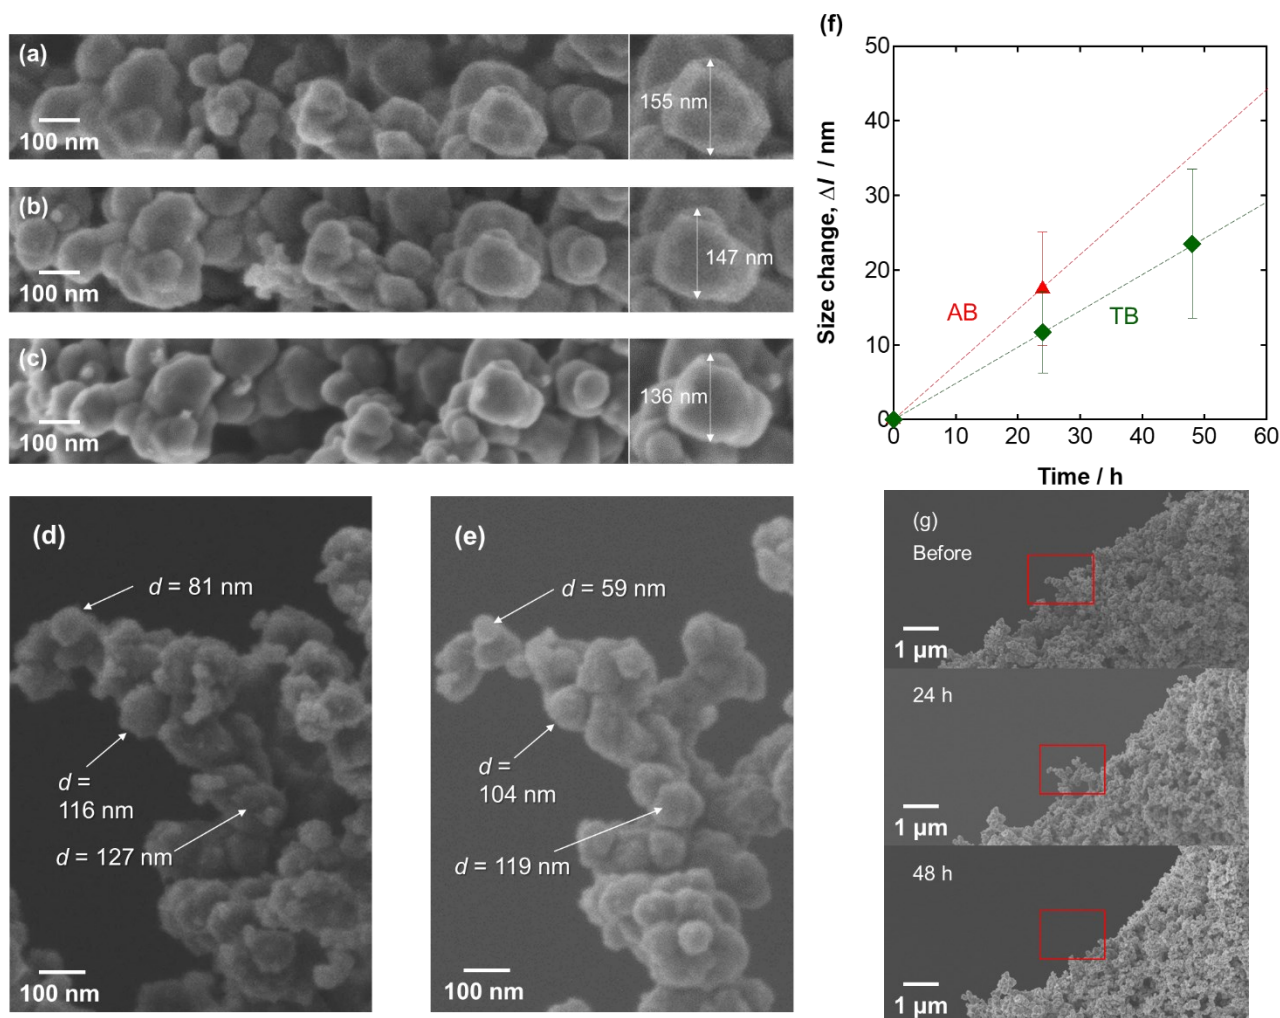 (a)
155 nm
100 nm
(b)
147 nm
100 nm
(c)
136 nm
100 nm
(d)
d = 81 nm
d =
116 nm
d = 127 nm
100 nm
(e)
d = 59 nm
d =
104 nm
d = 119 nm
100 nm
(f)
50
40
30
20
10
0
Size change, Δl / nm
AB
TB
0
10
20
30
40
50
60
Time / h
(g)
Before
1 μm
24 h
1 μm
48 h
1 μm